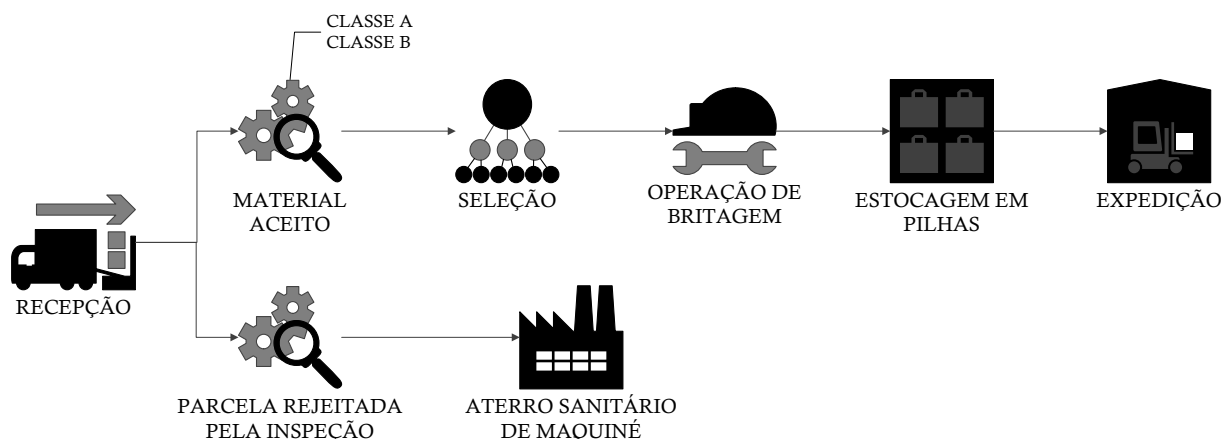 CLASSE A
CLASSE B
MATERIAL
ACEITO
SELEÇÃO
OPERAÇÃO DE
BRITAGEM
ESTOCAGEM EM
PILHAS
EXPEDIÇÃO
RECEPÇÃO
PARCELA REJEITADA
PELA INSPEÇÃO
ATERRO SANITÁRIO
DE MAQUINÉ